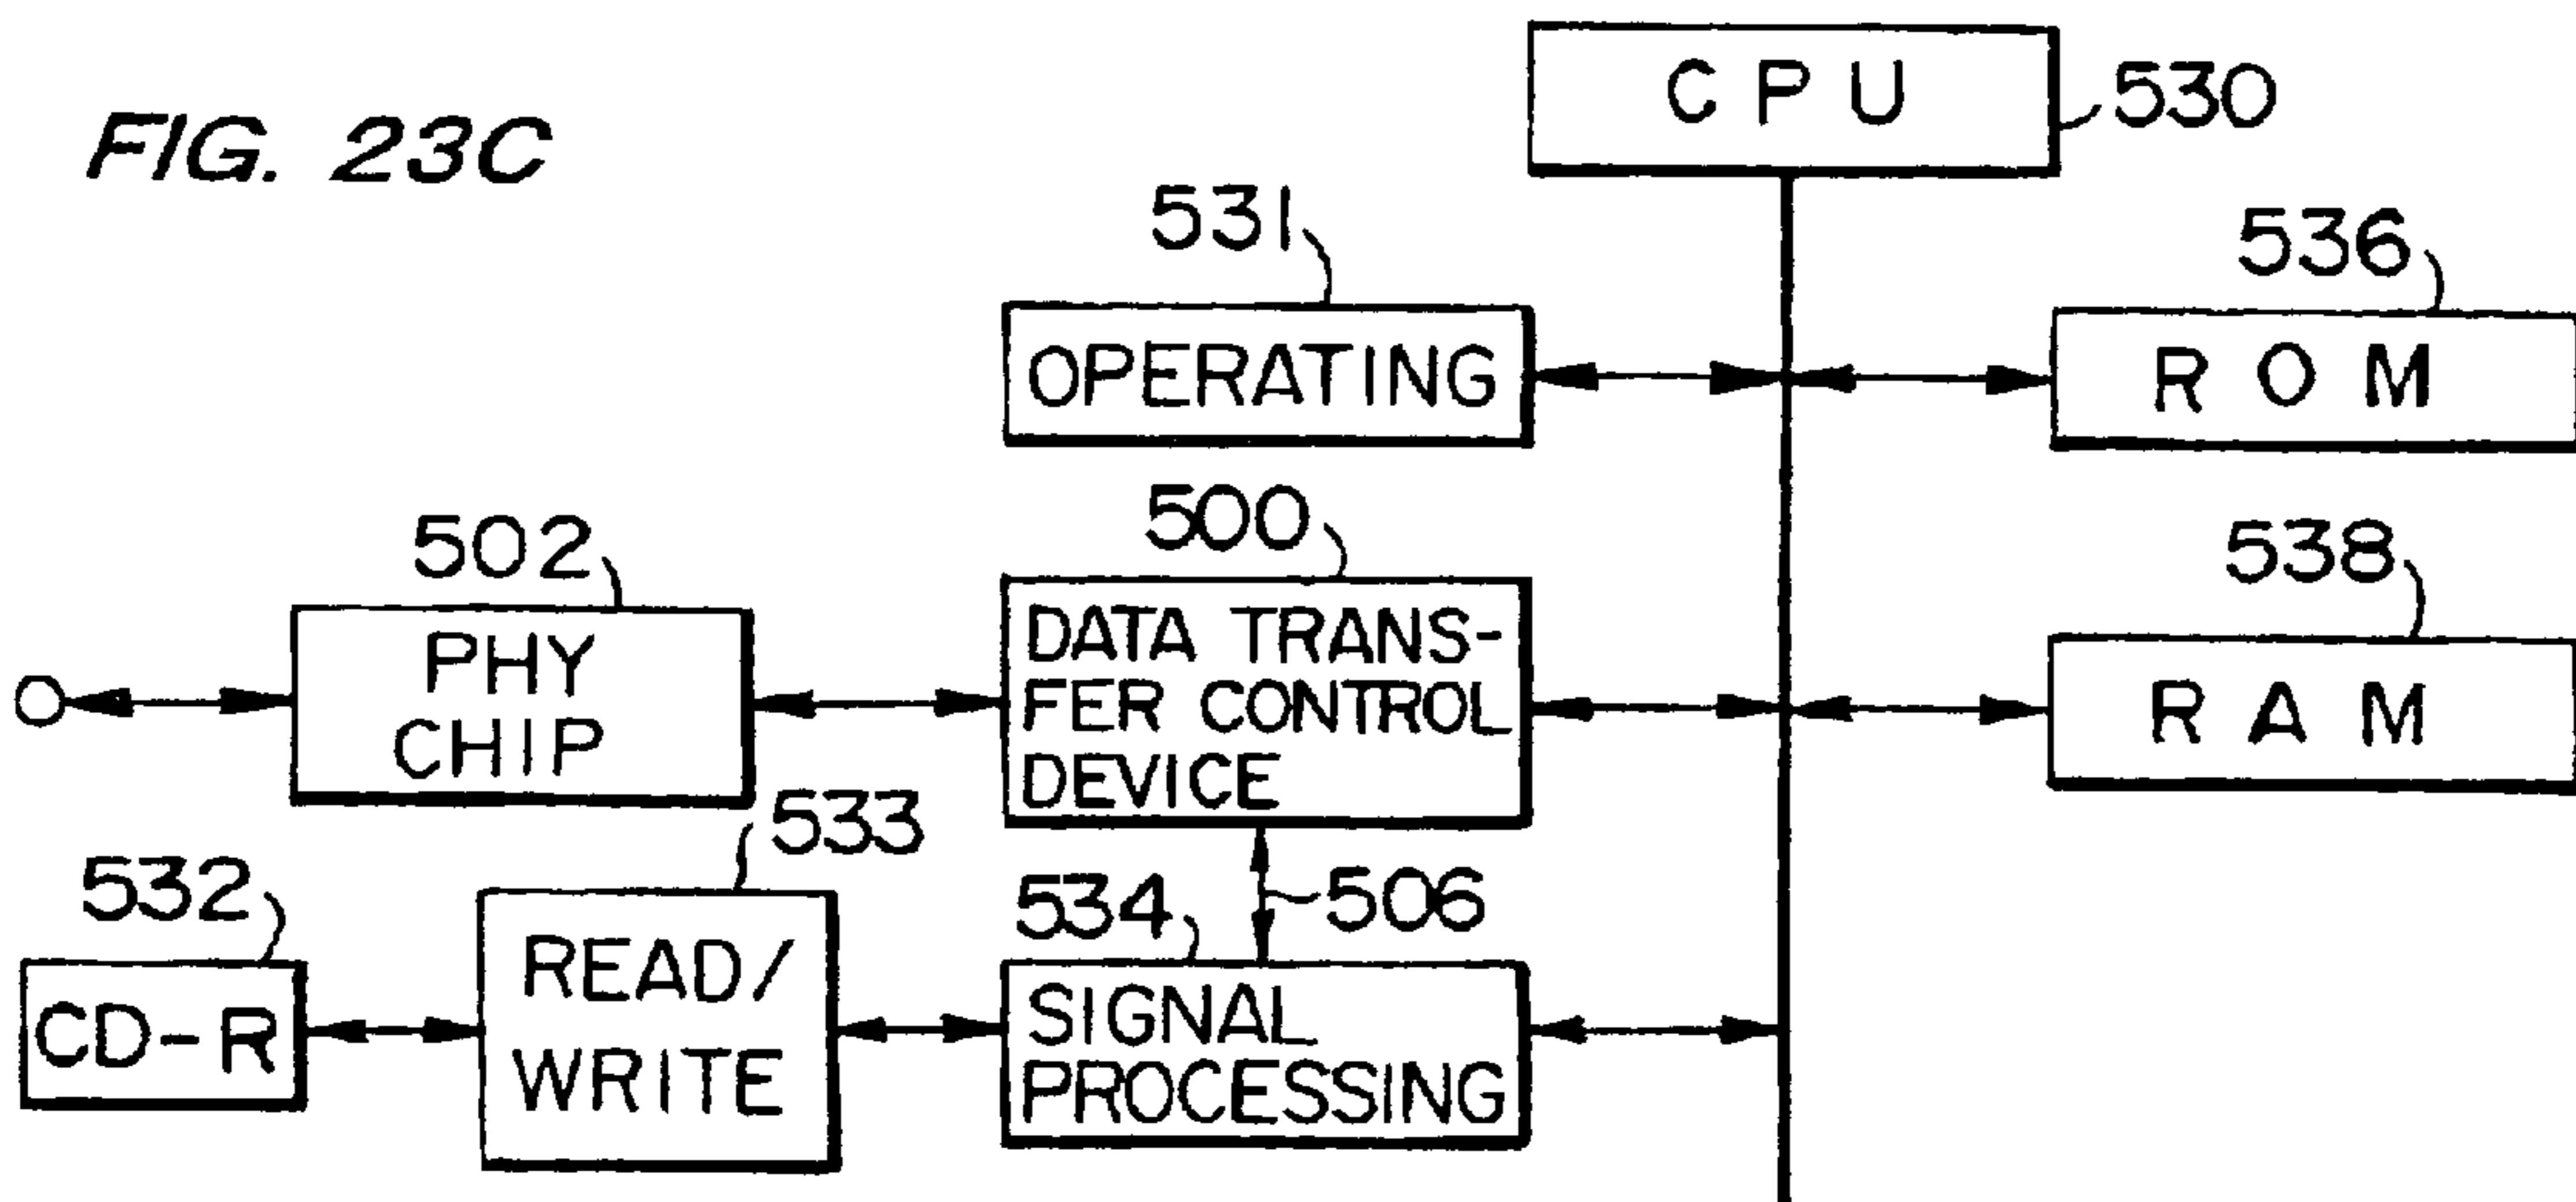 FIG. 23C
CPU
530
531
OPERATING
536
ROM
502
PHY
CHIP
500
DATA TRANS-
FER CONTROL
DEVICE
538
RAM
532
CD-R
533
READ/
WRITE
534
506
SIGNAL
PROCESSING